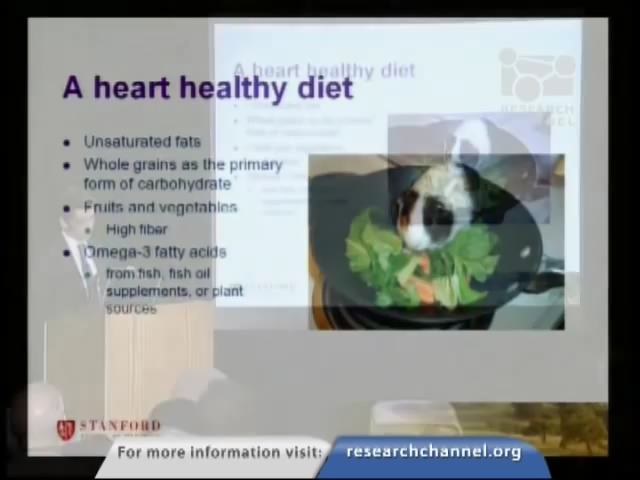 A heart healthy diet
A heart healthy diet
RESEARCH
NEL
Unsaturated fats
Whole grains as the primary
form of carbohydrate
Fruits and vegetables
High fiber
Omega-3 fatty acids
from fish, fish oil
supplements, or plant
sources
STANFORD
For more information visit:
researchchannel.org